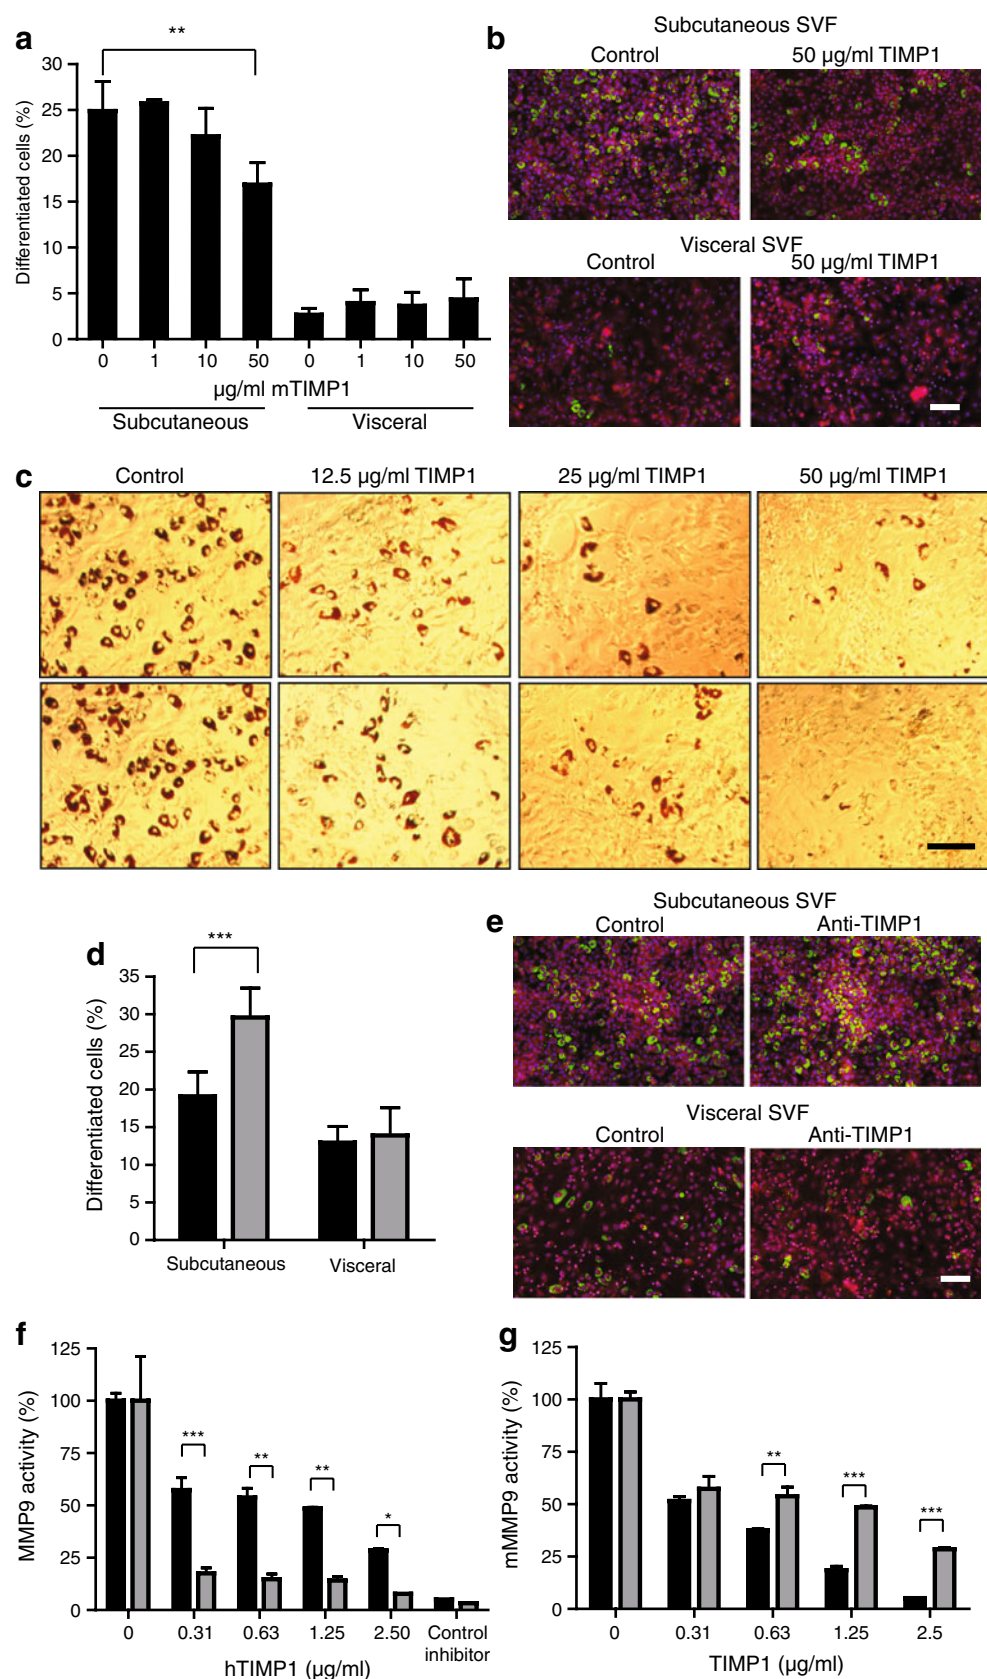 a
**
30
25
20
15
10
5
0
Differentiated cells (%)
0 1 10 50 0 1 10 50
µg/ml mTIMP1
Subcutaneous Visceral
b
Subcutaneous SVF
Control 50 µg/ml TIMP1
Visceral SVF
Control 50 µg/ml TIMP1
c
Control 12.5 µg/ml TIMP1 25 µg/ml TIMP1 50 µg/ml TIMP1
d
***
35
30
25
20
15
10
5
0
Differentiated cells (%)
Subcutaneous Visceral
e
Subcutaneous SVF
Control Anti-TIMP1
Visceral SVF
Control Anti-TIMP1
f
125
100
75
50
25
0
MMP9 activity (%)
*** ** ** *
0 0.31 0.63 1.25 2.50 Control
inhibitor
hTIMP1 (µg/ml)
g
125
100
75
50
25
0
mMMP9 activity (%)
** *** ***
0 0.31 0.63 1.25 2.5
TIMP1 (µg/ml)